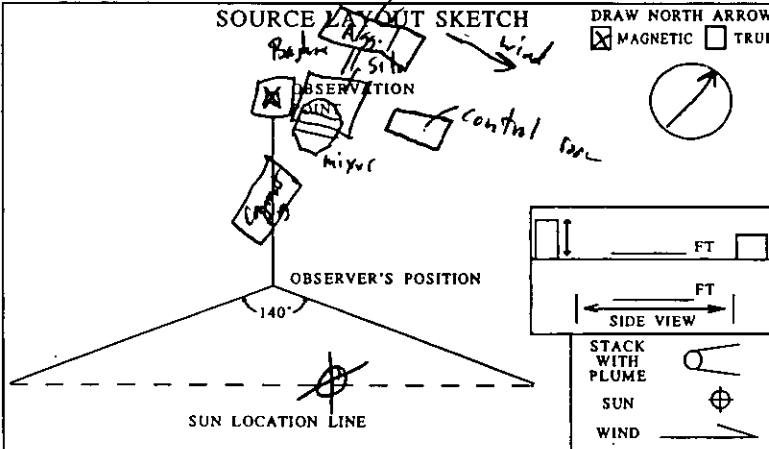 SOURCE LAYOUT SKETCH
DRAW NORTH ARROW
MAGNETIC TRUE
wind
OBSERVATION
POINT
mixer
control
OBSERVER'S POSITION
140°
SUN LOCATION LINE
FT
FT
SIDE VIEW
STACK
WITH
PLUME
SUN
WIND